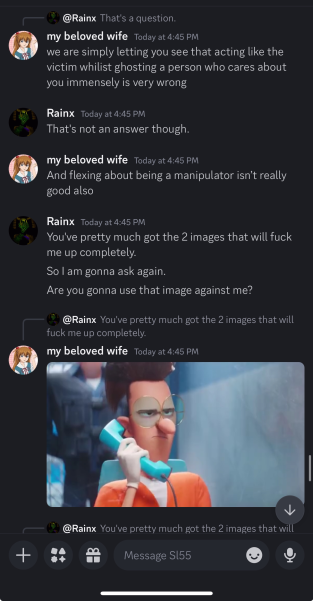 @Rainx That's a question.
my beloved wife Today at 4:45 PM
we are simply letting you see that acting like the
victim whilst ghosting a person who cares about
you immensely is very wrong
Rainx Today at 4:45 PM
That's not an answer though.
my beloved wife Today at 4:45 PM
And flexing about being a manipulator isn't really
good also
Rainx Today at 4:45 PM
You've pretty much got the 2 images that will fuck
me up completely.
So I am gonna ask again.
Are you gonna use that image against me?
@Rainx You've pretty much got the 2 images that will
fuck me up completely.
my beloved wife Today at 4:45 PM
@Rainx You've pretty much got the 2 images that will
Message Sl55